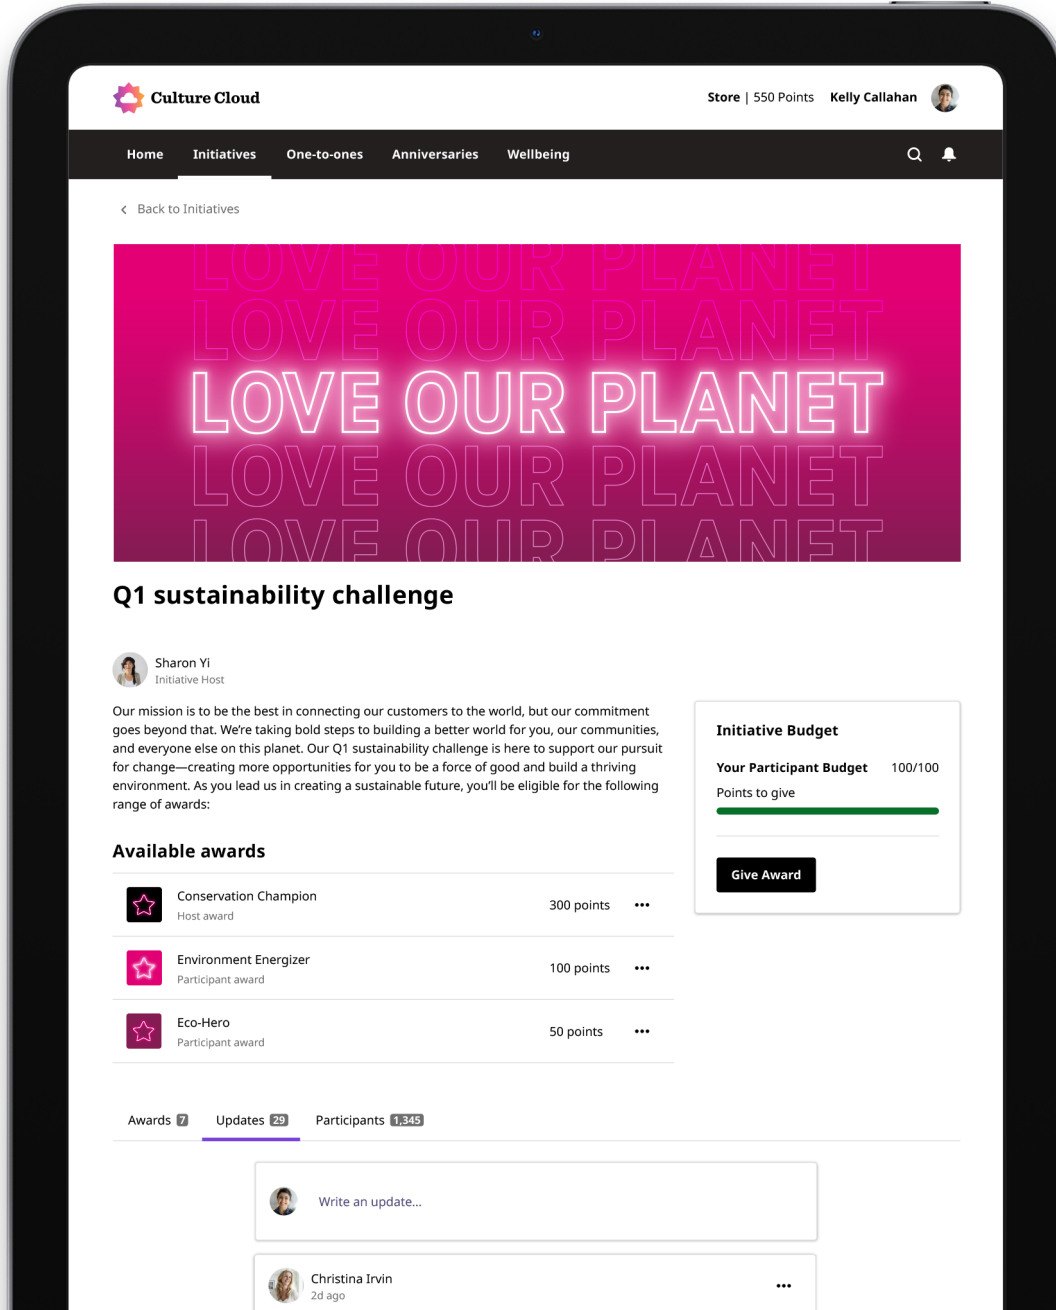 Culture Cloud
Store | 550 Points Kelly Callahan
Home Initiatives One-to-ones Anniversaries Wellbeing
Back to Initiatives
LOVE OUR PLANET
LOVE OUR PLANET
LOVE OUR PLANET
LOVE OUR PLANET
LOVE OUR PLANET
Q1 sustainability challenge
Sharon Yi
Initiative Host
Our mission is to be the best in connecting our customers to the world, but our commitment
goes beyond that. We’re taking bold steps to building a better world for you, our communities,
and everyone else on this planet. Our Q1 sustainability challenge is here to support our pursuit
for change—creating more opportunities for you to be a force of good and build a thriving
environment. As you lead us in creating a sustainable future, you’ll be eligible for the following
range of awards:
Initiative Budget
Your Participant Budget 100/100
Points to give
Give Award
Available awards
Conservation Champion
Host award
300 points
Environment Energizer
Participant award
100 points
Eco-Hero
Participant award
50 points
Awards 7 Updates 29 Participants 1,345
Write an update...
Christina Irvin
2d ago